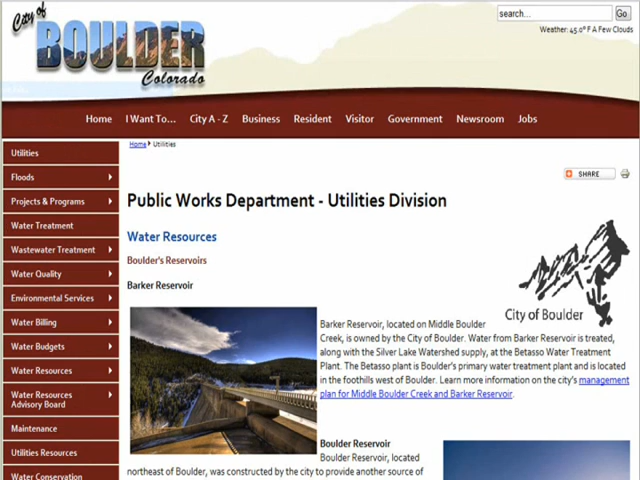 City of
BOULDER
Colorado
search...
Go
Weather: 45.0° F A Few Clouds
Home I Want To... City A - Z Business Resident Visitor Government Newsroom Jobs
Home Utilities
Utilities
Floods
Projects & Programs
Water Treatment
Wastewater Treatment
Water Quality
Environmental Services
Water Billing
Water Budgets
Water Resources
Water Resources
Advisory Board
Maintenance
Utilities Resources
Water Conservation
SHARE
Public Works Department - Utilities Division
Water Resources
Boulder's Reservoirs
Barker Reservoir
City of Boulder
Barker Reservoir, located on Middle Boulder
Creek, is owned by the City of Boulder. Water from Barker Reservoir is treated,
along with the Silver Lake Watershed supply, at the Betasso Water Treatment
Plant. The Betasso plant is Boulder's primary water treatment plant and is located
in the foothills west of Boulder. Learn more information on the city's management
plan for Middle Boulder Creek and Barker Reservoir.
Boulder Reservoir
Boulder Reservoir, located
northeast of Boulder, was constructed by the city to provide another source of